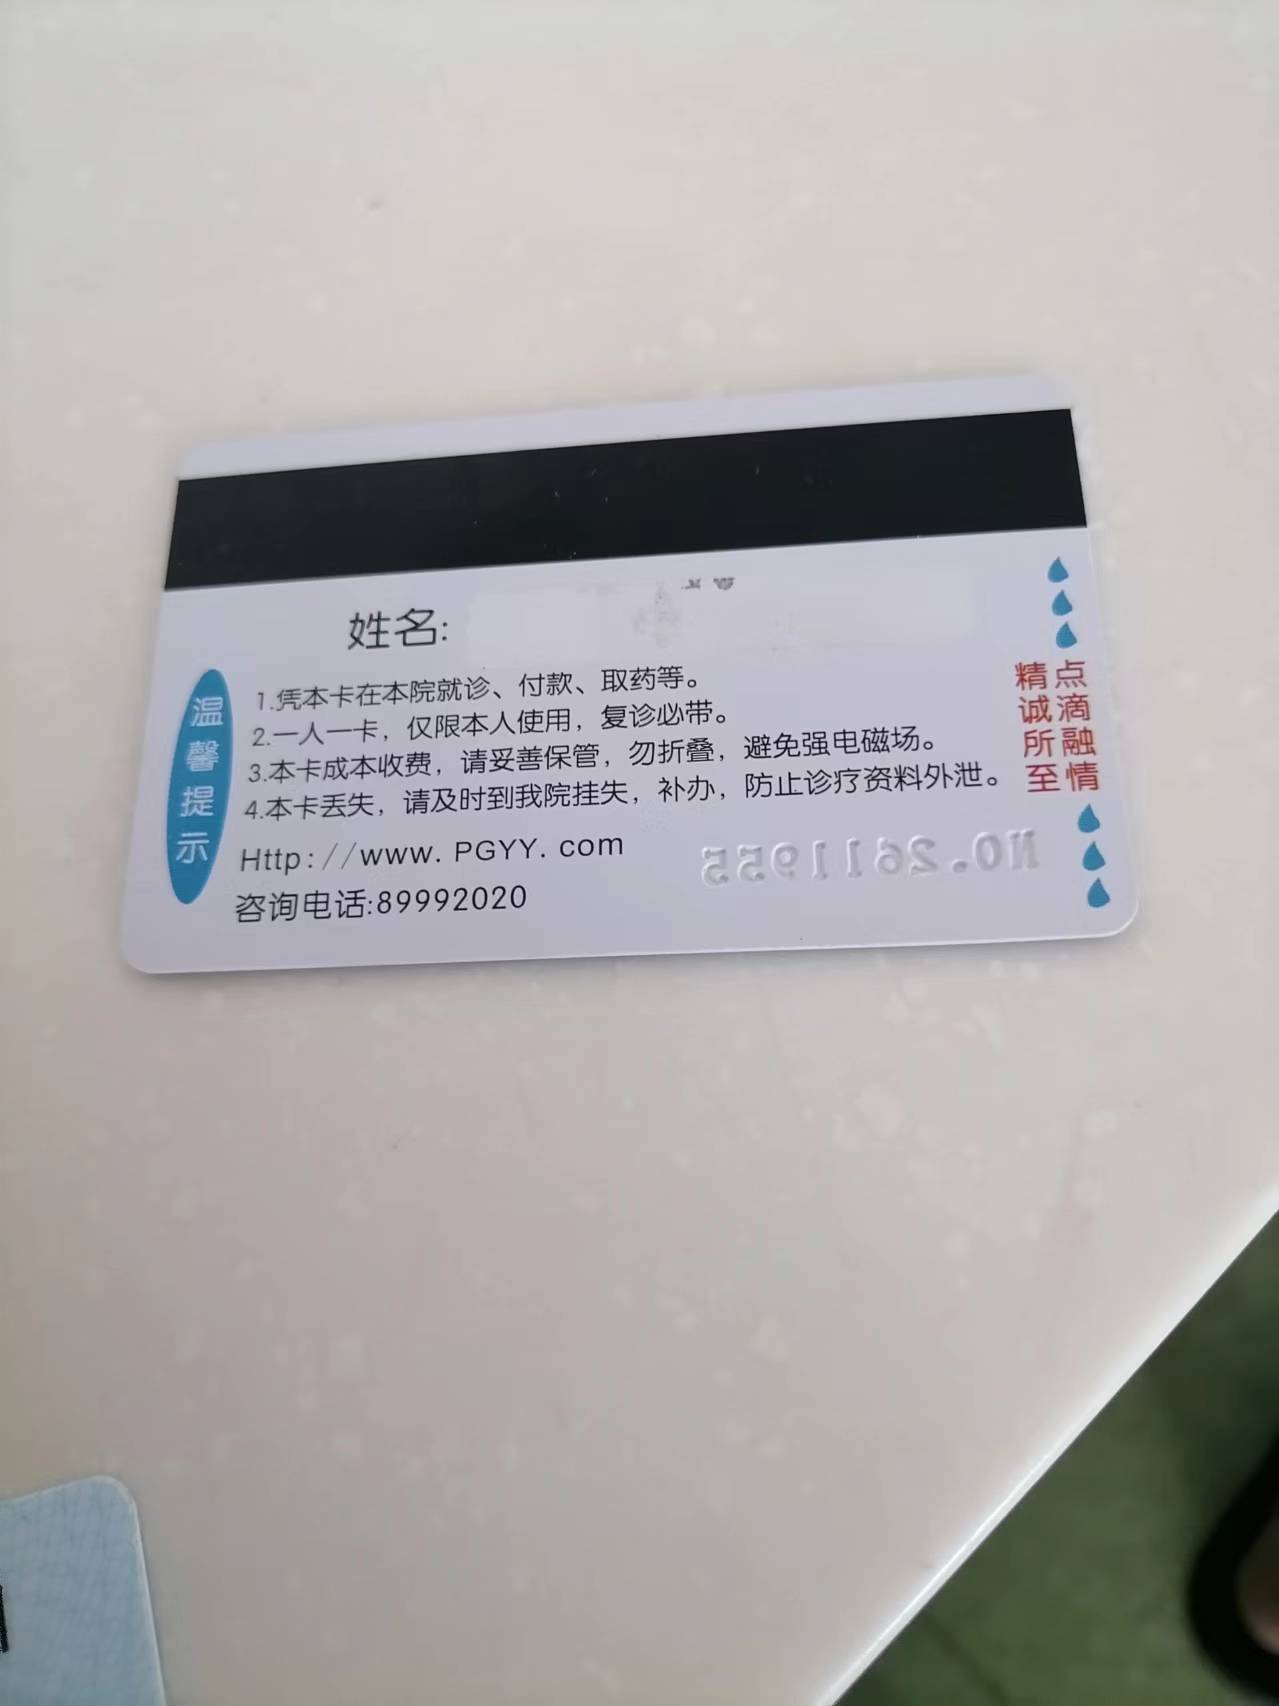 姓名:
温馨提示
1.凭本卡在本院就诊、付款、取药等。
2.一人一卡，仅限本人使用，复诊必带。
3.本卡成本收费，请妥善保管，勿折叠，避免强电磁场。
4.本卡丢失，请及时到我院挂失，补办，防止诊疗资料外泄。
Http://www.PGYY.com
咨询电话:89992020
点滴融情
精诚所至
NO.2611955